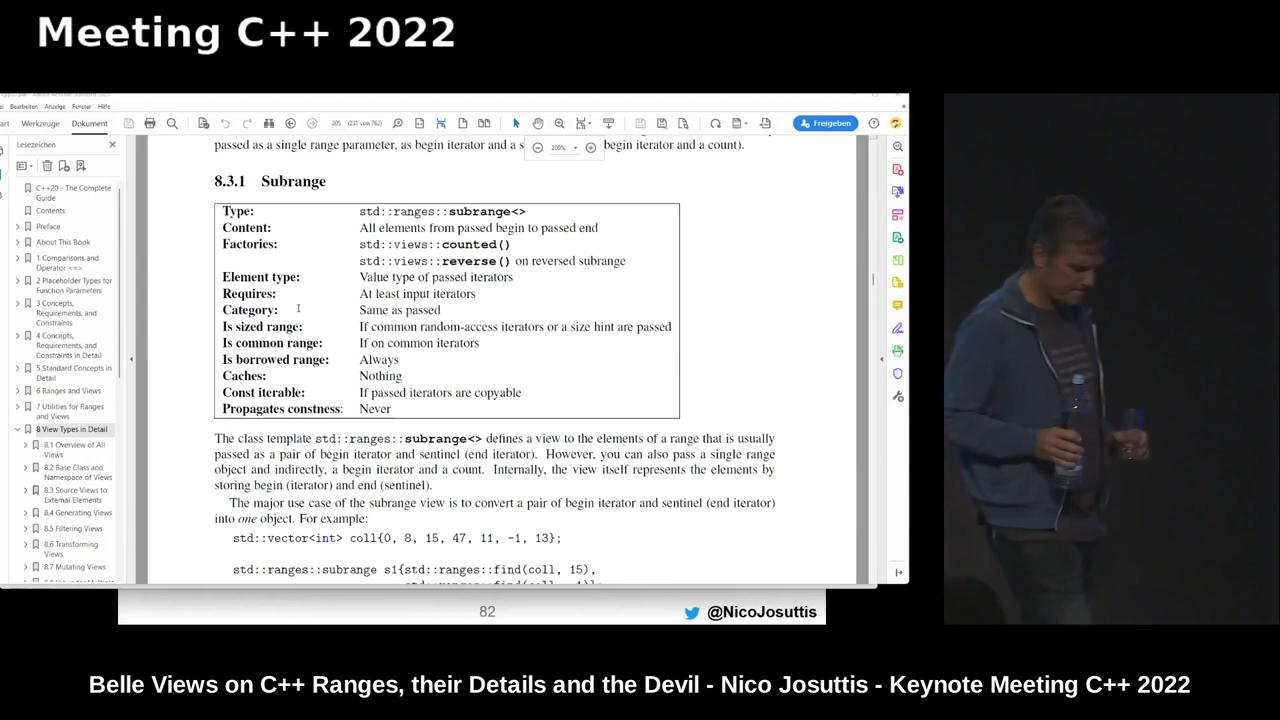 Meeting C++ 2022
Bearbeiten Anzeige Fenster Hilfe
Werkzeuge Dokument 205 (231 von 762) Freigeben
Lesezeichen
200%
C++20 - The Complete
Guide
Contents
Preface
About This Book
1 Comparisons and
Operator <=>
2 Placeholder Types for
Function Parameters
3 Concepts,
Requirements, and
Constraints
4 Concepts,
Requirements, and
Constraints in Detail
5 Standard Concepts in
Detail
6 Ranges and Views
7 Utilities for Ranges
and Views
8 View Types in Detail
8.1 Overview of All
Views
8.2 Base Class and
Namespace of Views
8.3 Source Views to
External Elements
8.4 Generating Views
8.5 Filtering Views
8.6 Transforming
Views
8.7 Mutating Views
passed as a single range parameter, as begin iterator and a s begin iterator and a count).
8.3.1 Subrange
Type: std::ranges::subrange<>
Content: All elements from passed begin to passed end
Factories: std::views::counted()
std::views::reverse() on reversed subrange
Element type: Value type of passed iterators
Requires: At least input iterators
Category: Same as passed
Is sized range: If common random-access iterators or a size hint are passed
Is common range: If on common iterators
Is borrowed range: Always
Caches: Nothing
Const iterable: If passed iterators are copyable
Propagates constness: Never
The class template std::ranges::subrange<> defines a view to the elements of a range that is usually
passed as a pair of begin iterator and sentinel (end iterator). However, you can also pass a single range
object and indirectly, a begin iterator and a count. Internally, the view itself represents the elements by
storing begin (iterator) and end (sentinel).
The major use case of the subrange view is to convert a pair of begin iterator and sentinel (end iterator)
into one object. For example:
std::vector<int> coll{0, 8, 15, 47, 11, -1, 13};
std::ranges::subrange s1{std::ranges::find(coll, 15),
82
@NicoJosuttis
Belle Views on C++ Ranges, their Details and the Devil - Nico Josuttis - Keynote Meeting C++ 2022